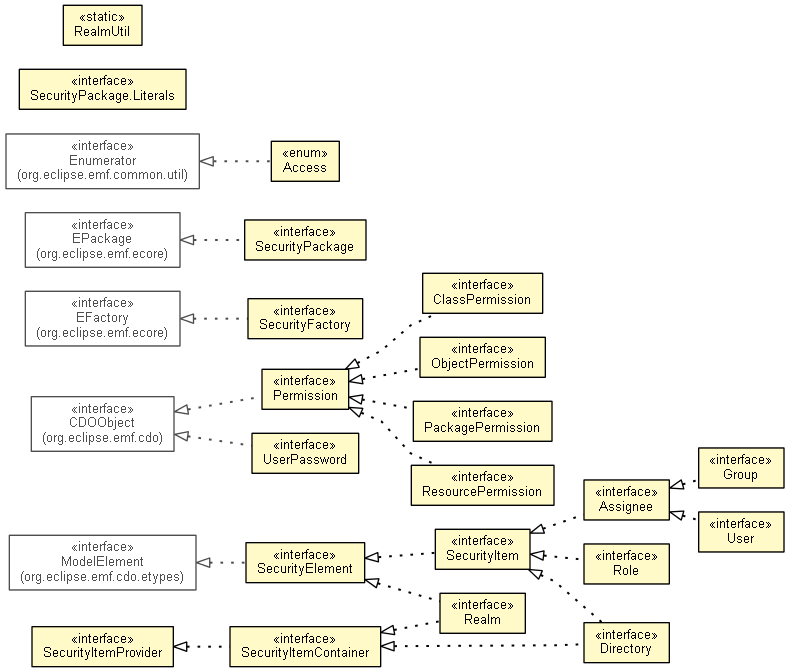 «static»
RealmUtil
«interface»
SecurityPackage.Literals
«interface»
Enumerator
(org.eclipse.emf.common.util)
«enum»
Access
«interface»
EPackage
(org.eclipse.emf.ecore)
«interface»
SecurityPackage
«interface»
EFactory
(org.eclipse.emf.ecore)
«interface»
SecurityFactory
«interface»
ClassPermission
«interface»
ObjectPermission
«interface»
Permission
«interface»
CDOObject
(org.eclipse.emf.cdo)
«interface»
PackagePermission
«interface»
UserPassword
«interface»
ResourcePermission
«interface»
Group
«interface»
Assignee
«interface»
User
«interface»
ModelElement
(org.eclipse.emf.cdo.etypes)
«interface»
SecurityElement
«interface»
SecurityItem
«interface»
Role
«interface»
Realm
«interface»
SecurityItemProvider
«interface»
SecurityItemContainer
«interface»
Directory